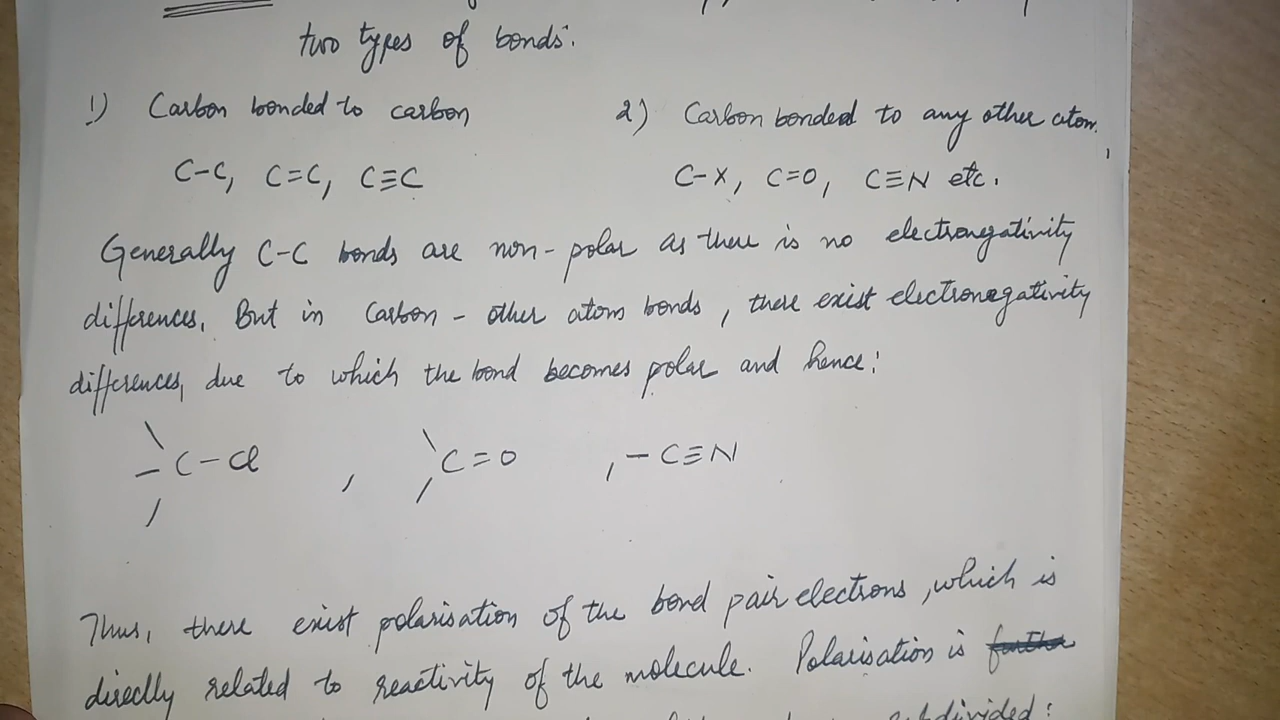 two types of bonds.
1) Carbon bonded to carbon
2) Carbon bonded to any other atom.
C-C, C=C, C≡C
C-X, C=O, C≡N etc.
Generally C-C bonds are non-polar as there is no electronegativity
differences. But in Carbon - other atom bonds, there exist electronegativity
differences, due to which the bond becomes polar and hence:
C-Cl , C=O , -C≡N
Thus, there exist polarisation of the bond pair electrons, which is
directly related to reactivity of the molecule. Polarisation is
subdivided: